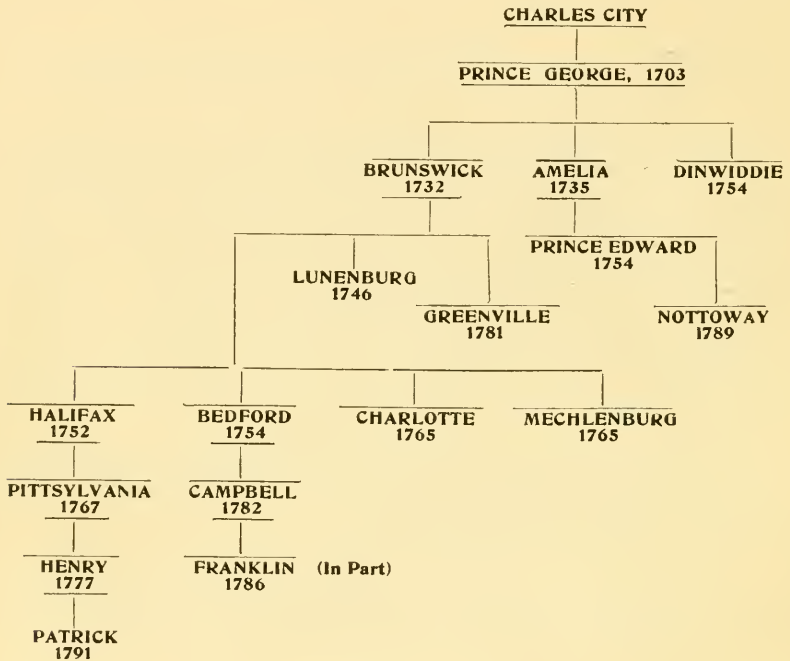 CHARLES CITY
PRINCE GEORGE, 1703
BRUNSWICK
1732
AMELIA
1735
DINWIDDIE
1754
LUNENBURG
1746
PRINCE EDWARD
1754
GREENVILLE
1781
NOTTOWAY
1789
HALIFAX
1752
BEDFORD
1754
CHARLOTTE
1765
MECHLENBURG
1765
PITTSYLVANIA
1767
CAMPBELL
1782
HENRY
1777
FRANKLIN (In Part)
1786
PATRICK
1791